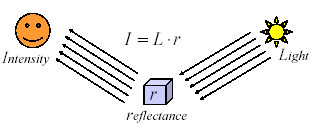 I = L · r
Intensity
Light
r
reflectance